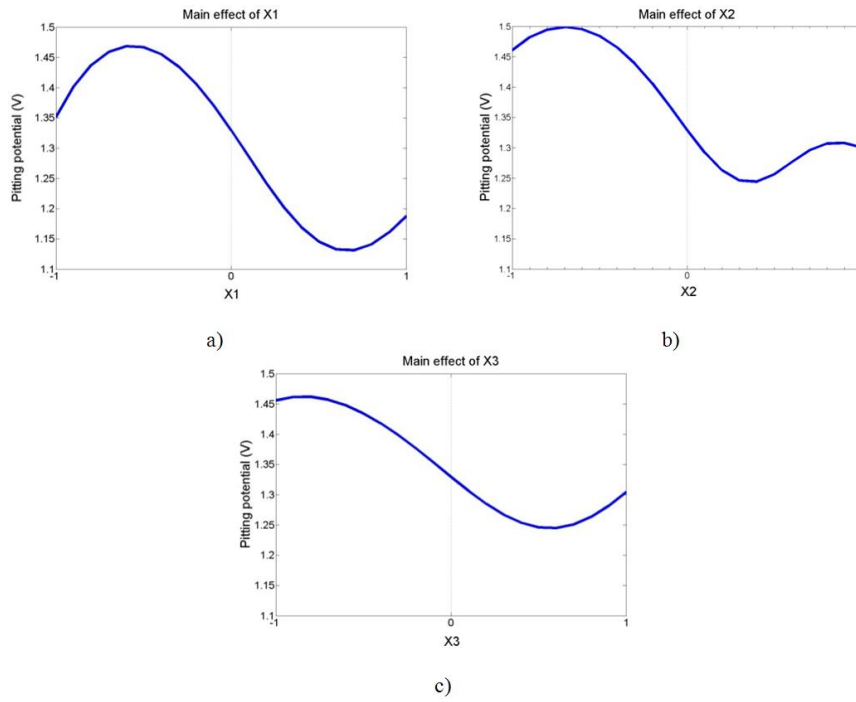 Main effect of X1
1.5
1.45
1.4
1.35
1.3
1.25
1.2
1.15
1.1
-1 0 1
Pitting potential (V)
X1
a)
Main effect of X2
1.5
1.45
1.4
1.35
1.3
1.25
1.2
1.15
1.1
-1 0
Pitting potential (V)
X2
b)
Main effect of X3
1.5
1.45
1.4
1.35
1.3
1.25
1.2
1.15
1.1
-1 0 1
Pitting potential (V)
X3
c)